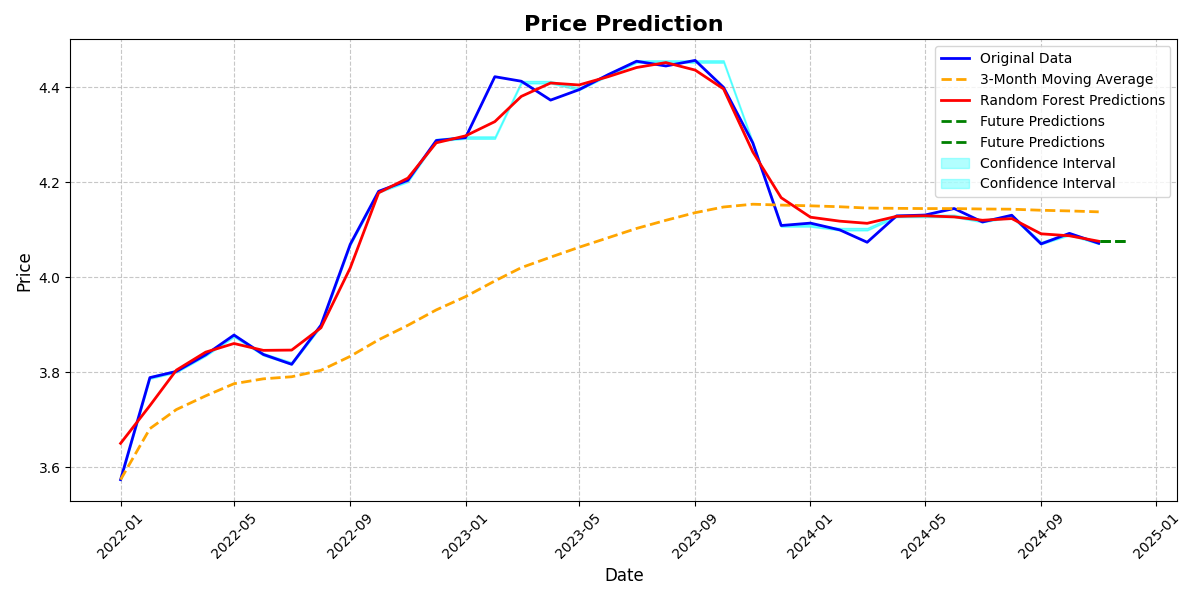 Price Prediction
Original Data
3-Month Moving Average
Random Forest Predictions
Future Predictions
Future Predictions
Confidence Interval
Confidence Interval
Price
4.4
4.2
4.0
3.8
3.6
2022-01
2022-05
2022-09
2023-01
2023-05
2023-09
2024-01
2024-05
2024-09
2025-01
Date